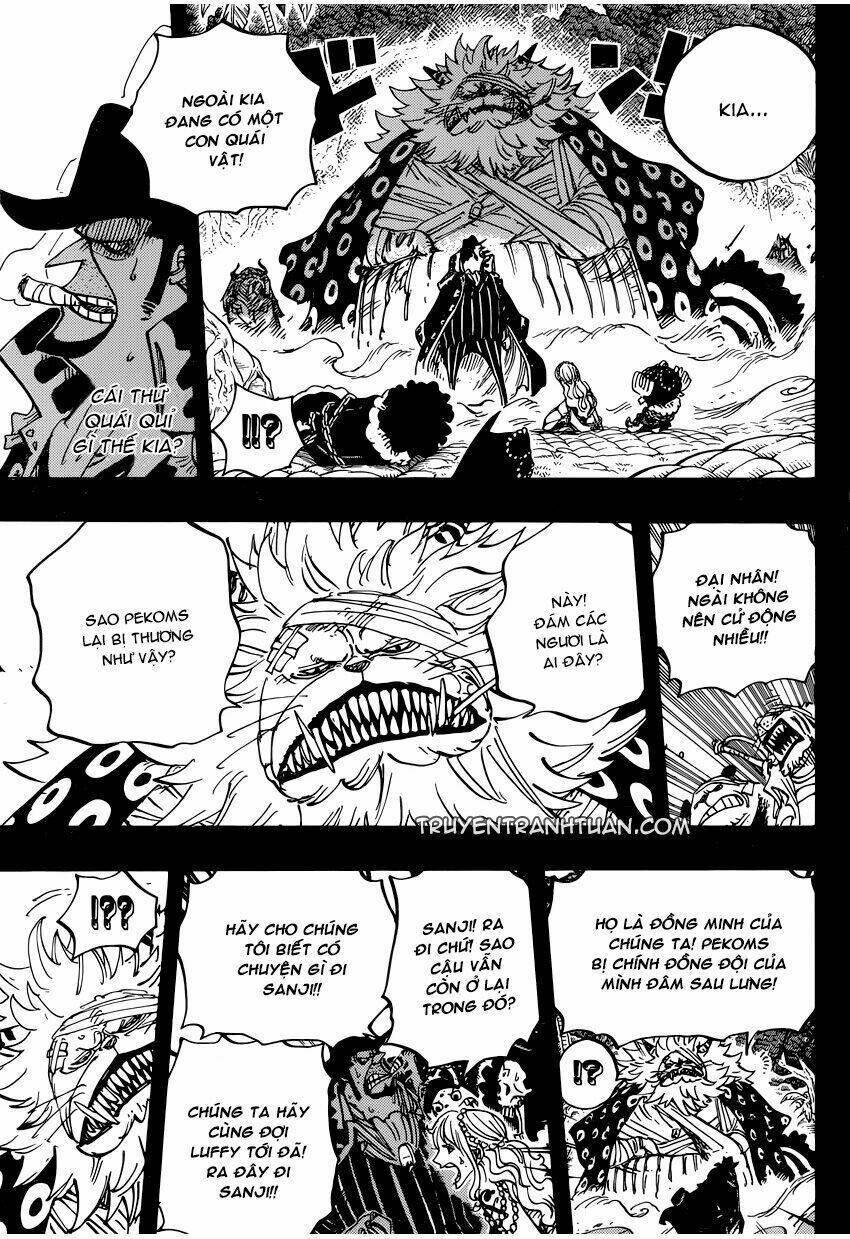 KIA...
NGOÀI KIA
ĐANG CÓ MỘT
CON QUÁI
VẬT!
ドドン!!
CÁI THỨ
QUÁI QUỈ
GÌ THẾ KIA?
!!?
ĐẠI NHÂN!
NGÀI KHÔNG
NÊN CỬ ĐỘNG
NHIỀU!!
NÀY!
ĐÁM CÁC
NGƯƠI LÀ
AI ĐÂY?
SAO PEKOMS
LẠI BỊ THƯƠNG
NHƯ VẬY?
TRUYENTRANHTUAN.COM
HỌ LÀ ĐỒNG MINH CỦA
CHÚNG TA! PEKOMS
BỊ CHÍNH ĐỒNG ĐỘI CỦA
MÌNH ĐÂM SAU LƯNG!
!?
SANJI! RA
ĐI CHỨ! SAO
CẬU VẪN
CÒN Ở LẠI
TRONG ĐÓ?
HÃY CHO CHÚNG
TÔI BIẾT CÓ
CHUYỆN GÌ ĐI
SANJI!!
CHÚNG TA HÃY
CÙNG ĐỢI
LUFFY TỚI ĐÃ!
RA ĐÂY ĐI
SANJI!!
!??